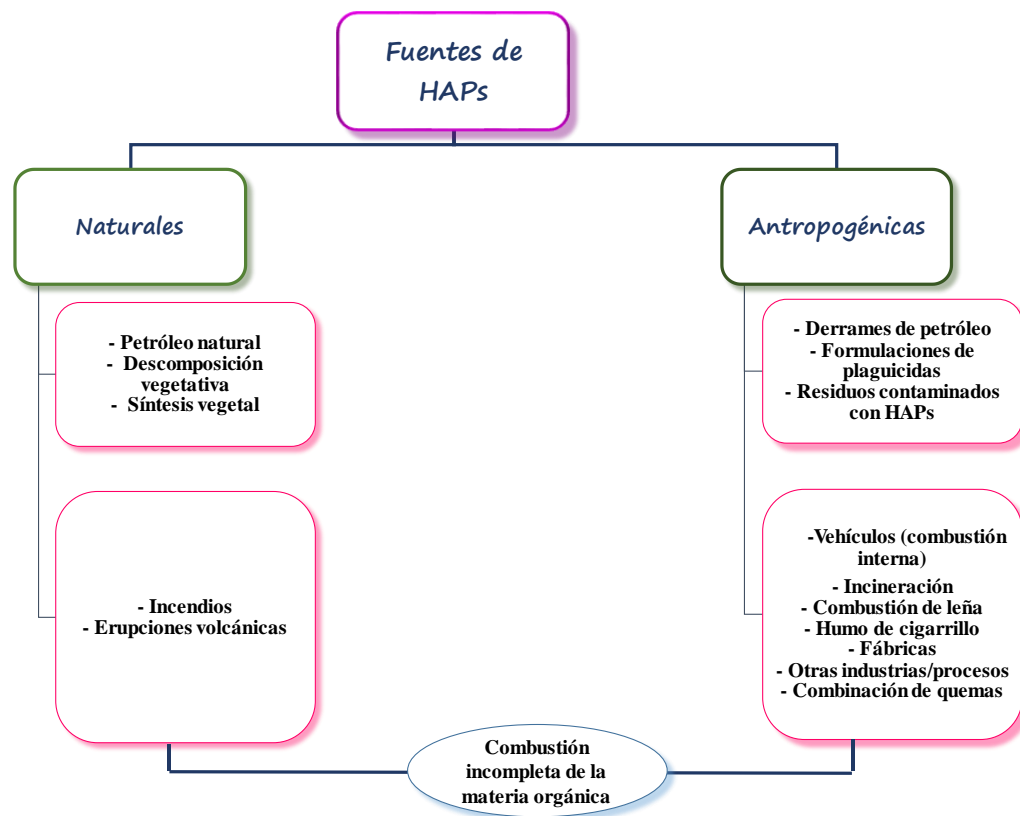 Fuentes de
HAPs
Naturales
Antropogénicas
- Petróleo natural
- Descomposición
vegetativa
- Síntesis vegetal
- Derrames de petróleo
- Formulaciones de
plaguicidas
- Residuos contaminados
con HAPs
- Incendios
- Erupciones volcánicas
-Vehículos (combustión
interna)
- Incineración
- Combustión de leña
- Humo de cigarrillo
- Fábricas
- Otras industrias/procesos
- Combinación de quemas
Combustión
incompleta de la
materia orgánica